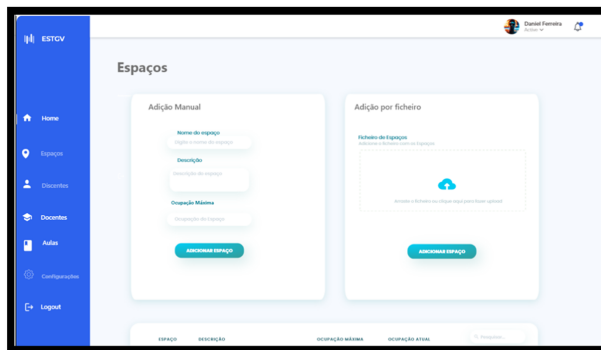 ESTGV
Daniel Ferreira
Active
Espaços
Home
Espaços
Discentes
Docentes
Aulas
Configurações
Logout
Adição Manual
Nome do espaço
Digite o nome do espaço
Descrição
Descrição do espaço
Ocupação Máxima
Ocupação do Espaço
ADICIONAR ESPAÇO
Adição por ficheiro
Ficheiro de Espaços
Adicione o ficheiro com os Espaços
Arraste o ficheiro ou clique aqui para fazer upload!
ADICIONAR ESPAÇO
ESPAÇO DESCRIÇÃO OCUPAÇÃO MÁXIMA OCUPAÇÃO ATUAL
Pesquisar...